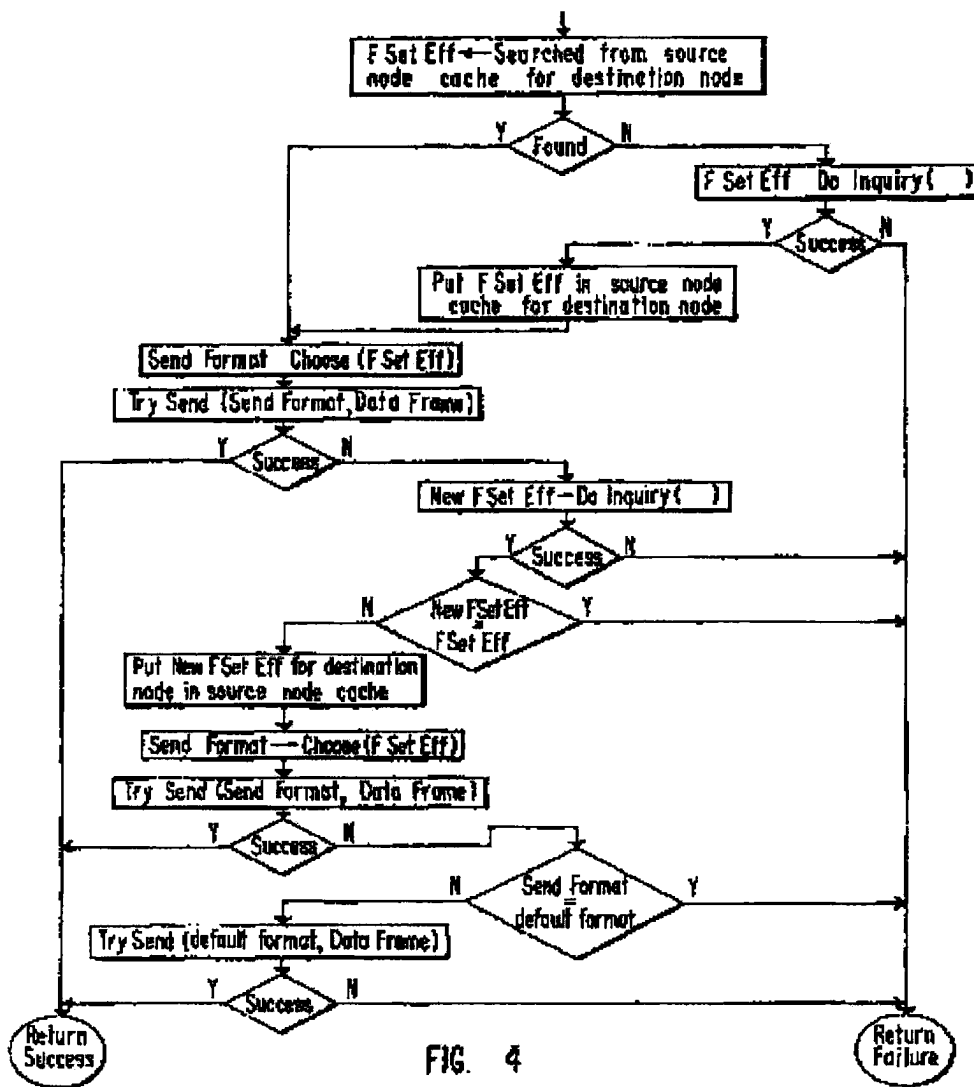 F Set Eff ← Searched from source
node cache for destination node
Y
Found
N
F Set Eff Do Inquiry ( )
Y
Success
N
Put F Set Eff in source node
cache for destination node
Send Format Choose (F Set Eff)
Try Send (Send Format, Data Frame)
Y
Success
N
New F Set Eff – Do Inquiry ( )
Y
Success
N
N
New F Set Eff
=
F Set Eff
Y
Put New F Set Eff for destination
node in source node cache
Send Format — Choose (F Set Eff)
Try Send (Send Format, Data Frame)
Y
Success
N
N
Send Format
=
default format
Y
Try Send (default format, Data Frame)
Y
Success
N
Return
Success
FIG. 4
Return
Failure